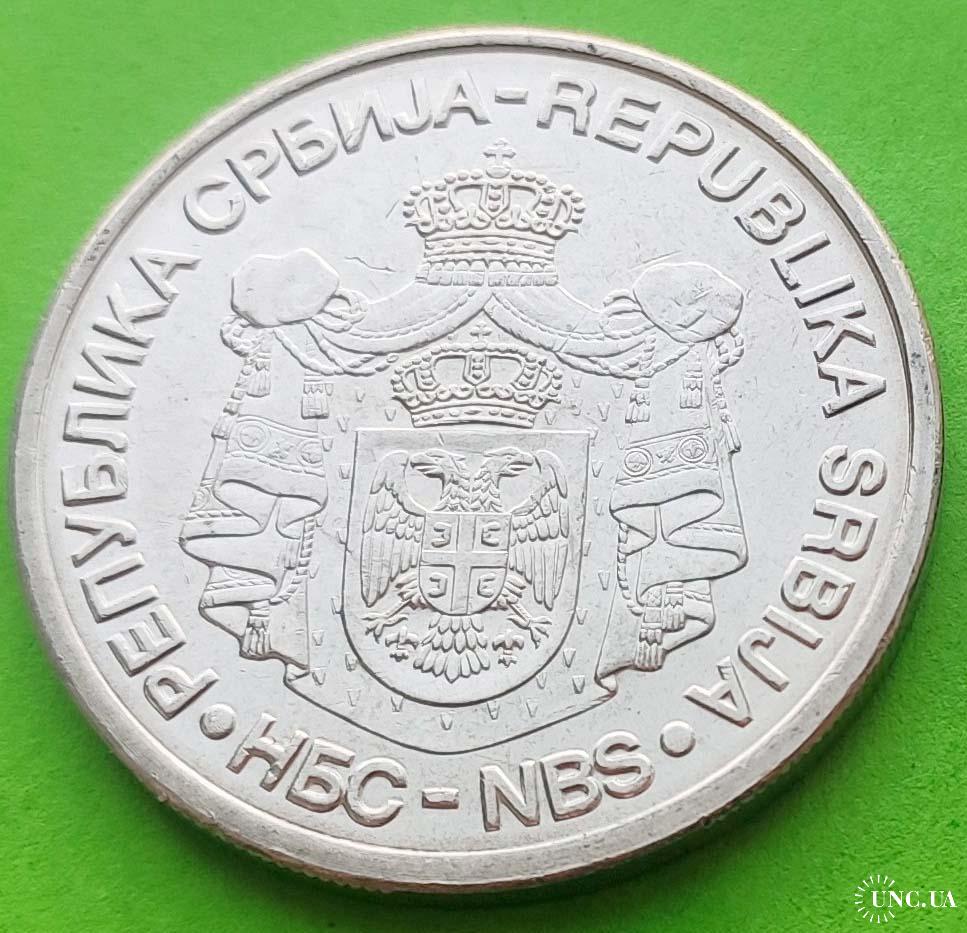 РЕПУБЛИКА СРБИЈА - REPUBLIKA SRBIJA
• НБС - NBS •
UNC.UA